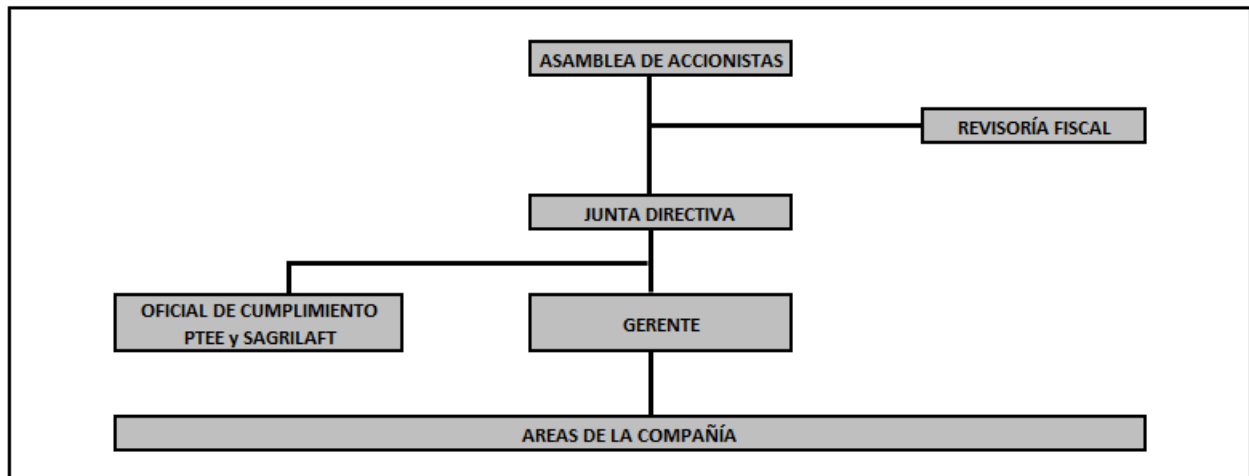 ASAMBLEA DE ACCIONISTAS
REVISORÍA FISCAL
JUNTA DIRECTIVA
OFICIAL DE CUMPLIMIENTO
PTEE y SAGRILAFT
GERENTE
AREAS DE LA COMPAÑÍA